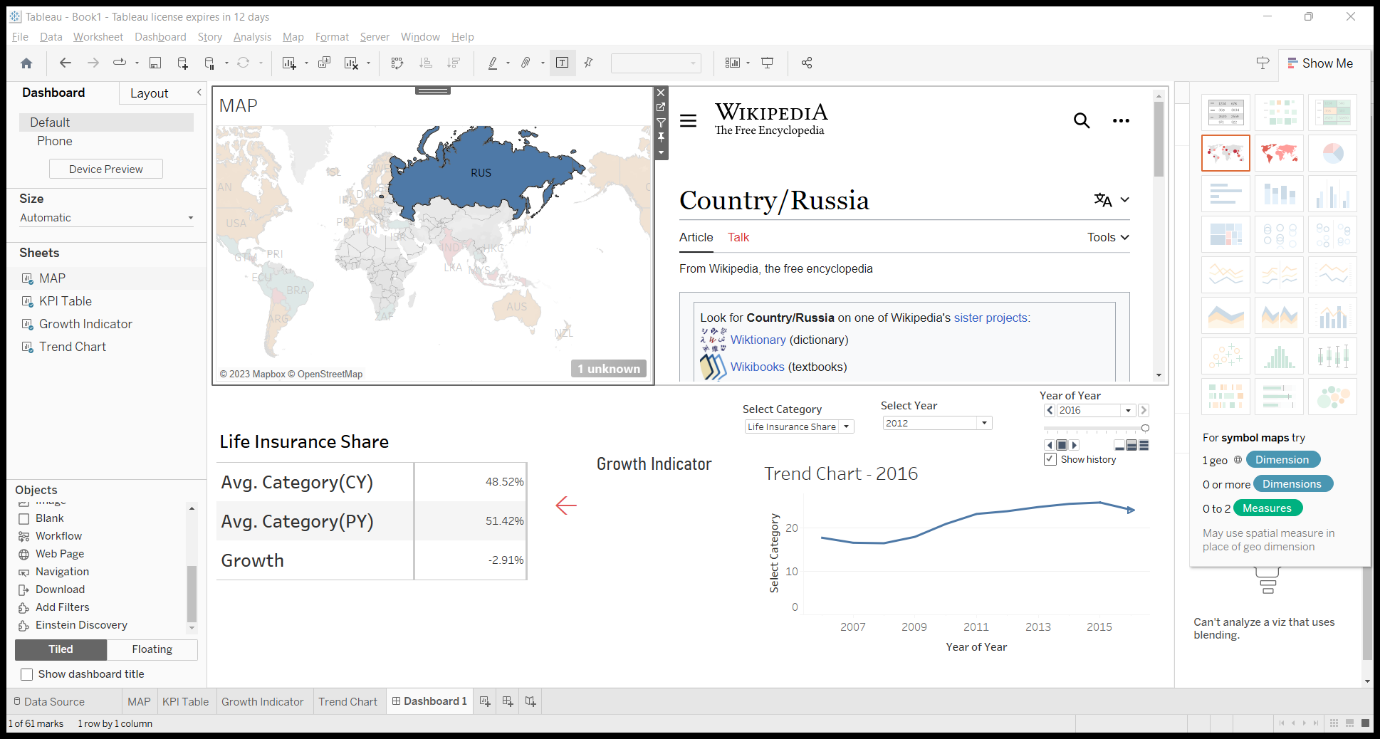 Tableau - Book1 - Tableau license expires in 12 days
File Data Worksheet Dashboard Story Analysis Map Format Server Window Help
Show Me
Dashboard
Layout
Default
Phone
Device Preview
Size
Automatic
Sheets
MAP
KPI Table
Growth Indicator
Trend Chart
Objects
Image
Blank
Workflow
Web Page
Navigation
Download
Add Filters
Einstein Discovery
Tiled
Floating
Show dashboard title
MAP
RUS
USA
PRI
BRA
ARG
AUS
NZL
© 2023 Mapbox © OpenStreetMap
1 unknown
WIKIPEDIA
The Free Encyclopedia
Country/Russia
Article Talk
Tools
From Wikipedia, the free encyclopedia
Look for Country/Russia on one of Wikipedia's sister projects:
Wiktionary (dictionary)
Wikibooks (textbooks)
Life Insurance Share
Avg. Category(CY) 48.52%
Avg. Category(PY) 51.42%
Growth -2.91%
Growth Indicator
Select Category
Life Insurance Share
Select Year
2012
Year of Year
2016
Show history
Trend Chart - 2016
Select Category
20
10
0
2007 2009 2011 2013 2015
Year of Year
For symbol maps try
1 geo Dimension
0 or more Dimensions
0 to 2 Measures
May use spatial measure in
place of geo dimension
Can't analyze a viz that uses
blending.
Data Source MAP KPI Table Growth Indicator Trend Chart Dashboard 1
1 of 61 marks 1 row by 1 column